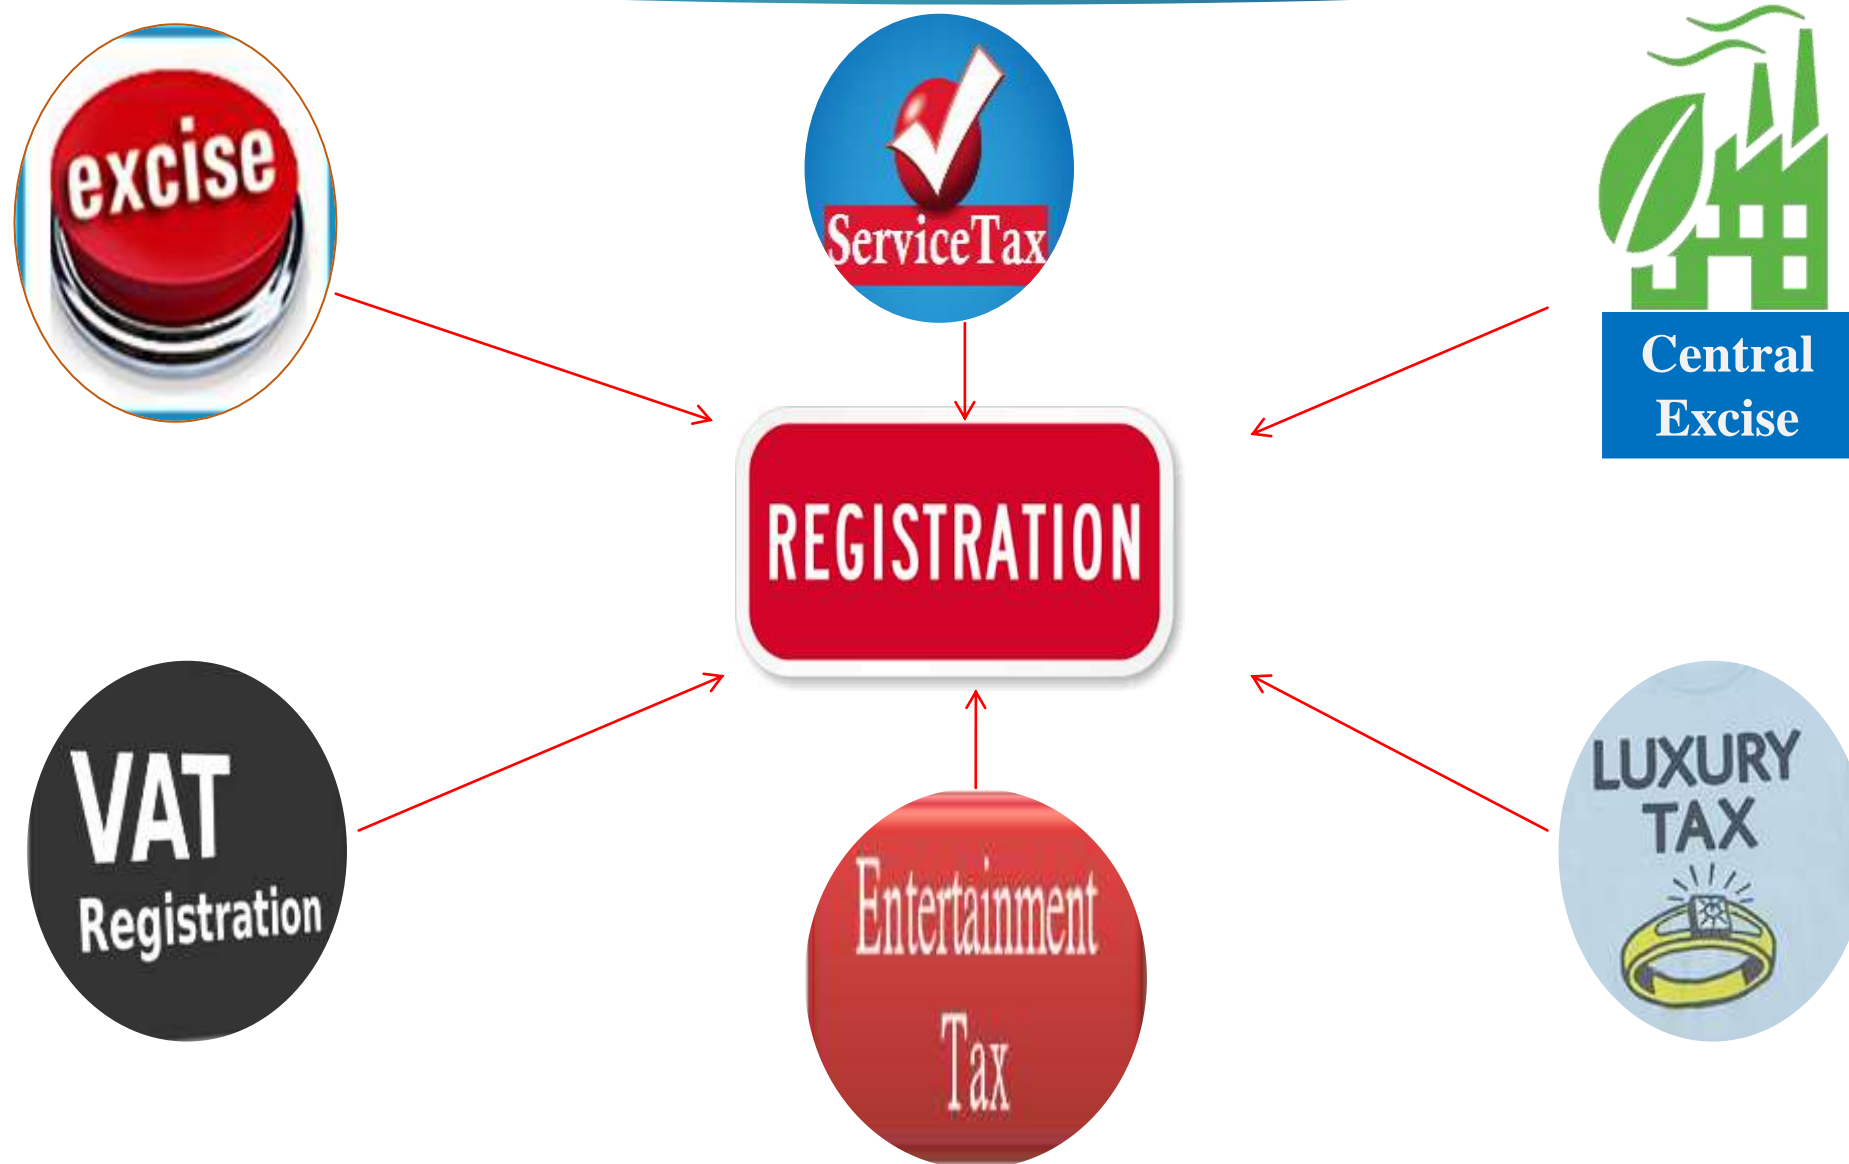 excise
ServiceTax
Central
Excise
REGISTRATION
VAT
Registration
Entertainment
Tax
LUXURY
TAX